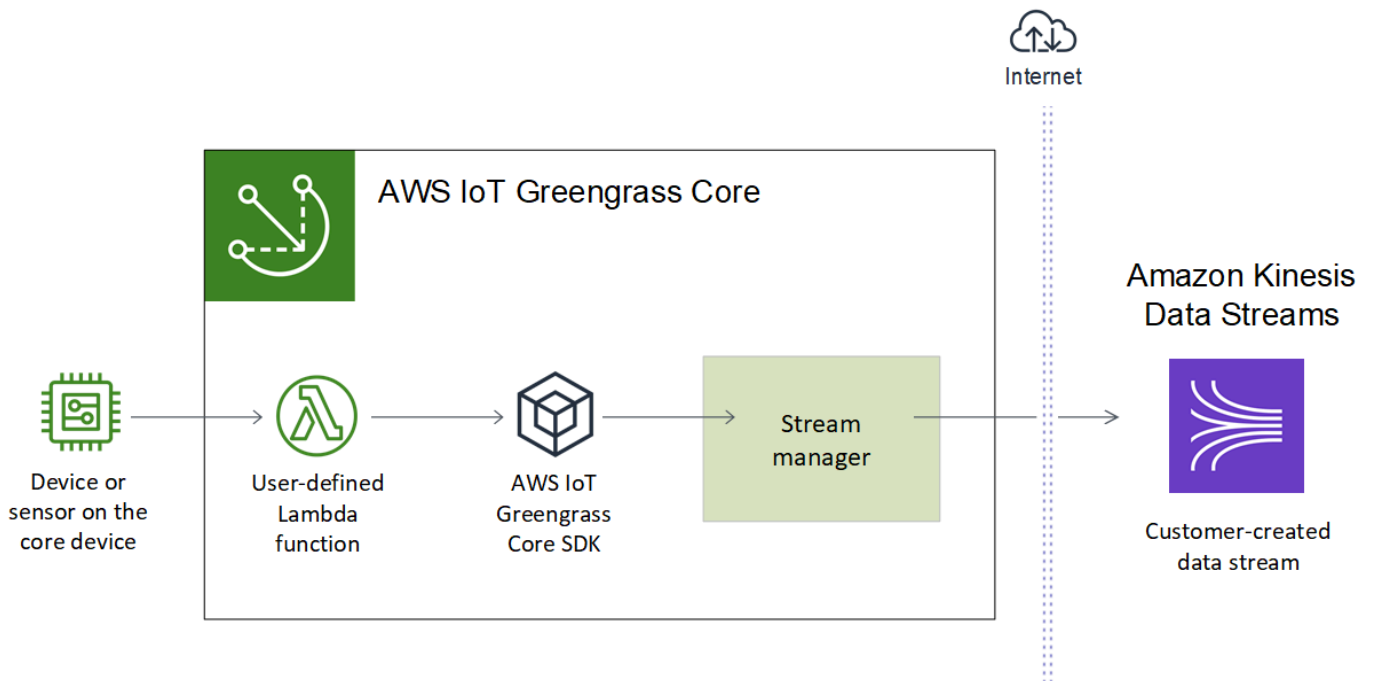 Internet
AWS IoT Greengrass Core
Amazon Kinesis
Data Streams
Stream
manager
Device or
sensor on the
core device
User-defined
Lambda
function
AWS IoT
Greengrass
Core SDK
Customer-created
data stream